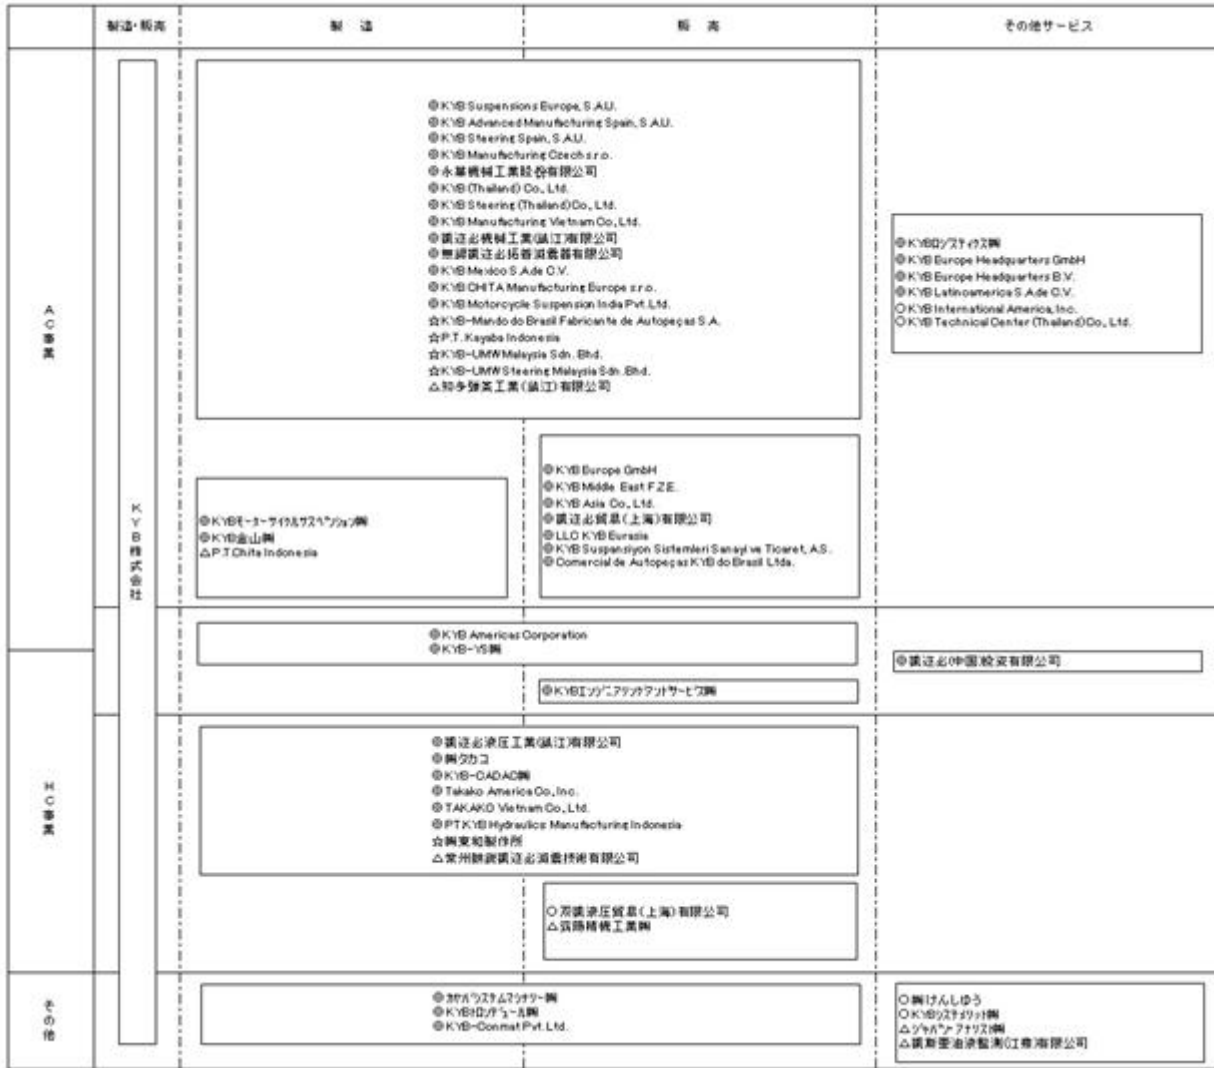 製造・販売
製　造
販　売
その他サービス
AC事業
KYB株式会社
◎KYB Suspensions Europe, S.A.U.
◎KYB Advanced Manufacturing Spain, S.A.U.
◎KYB Steering Spain, S.A.U.
◎KYB Manufacturing Czech s.r.o.
◎永華機械工業股份有限公司
◎KYB (Thailand) Co., Ltd.
◎KYB Steering (Thailand) Co., Ltd.
◎KYB Manufacturing Vietnam Co., Ltd.
◎凱迩必機械工業(鎮江)有限公司
◎無錫凱迩必拓普減震器有限公司
◎KYB Mexico S.A. de C.V.
◎KYB CHITA Manufacturing Europe s.r.o.
◎KYB Motorcycle Suspension India Pvt. Ltd.
☆KYB-Mando do Brasil Fabricante de Autopeças S.A.
☆P.T. Kayaba Indonesia
☆KYB-UMW Malaysia Sdn. Bhd.
☆KYB-UMW Steering Malaysia Sdn. Bhd.
△知多弾英工業(鎮江)有限公司
◎KYBロジスティクス㈱
◎KYB Europe Headquarters GmbH
◎KYB Europe Headquarters B.V.
◎KYB Latinoamerica S.A. de C.V.
○KYB International America, Inc.
○KYB Technical Center (Thailand) Co., Ltd.
◎KYBモーターサイクルサスペンション㈱
◎KYB金山㈱
△P.T.Chita Indonesia
◎KYB Europe GmbH
◎KYB Middle East F.Z.E.
◎KYB Asia Co., Ltd.
◎凱迩必貿易(上海)有限公司
◎LLC KYB Eurasia
◎KYB Suspansiyon Sistemleri Sanayi ve Ticaret, A.S.
◎Comercial de Autopeças KYB do Brasil Ltda.
◎KYB Americas Corporation
◎KYB-YS㈱
◎凱迩必(中国)投資有限公司
◎KYBエンジニアリングアンドサービス㈱
HC事業
◎凱迩必液圧工業(鎮江)有限公司
◎㈱タカコ
◎KYB-CADAC㈱
◎Takako America Co., Inc.
◎TAKAKO Vietnam Co., Ltd.
◎PT.KYB Hydraulics Manufacturing Indonesia
☆㈱東和製作所
△常州朗鋭凱迩必減震技術有限公司
○双凱液圧貿易(上海)有限公司
精機工業㈱
その他
◎カヤバシステムマシナリー㈱
◎KYBトロンデュール㈱
◎KYB-Conmat Pvt. Ltd.
○㈱けんしゆう
○KYBシステメリット㈱
△ジャパン・アナリスト㈱
△凱斯亜油液監測(江蘇)有限公司